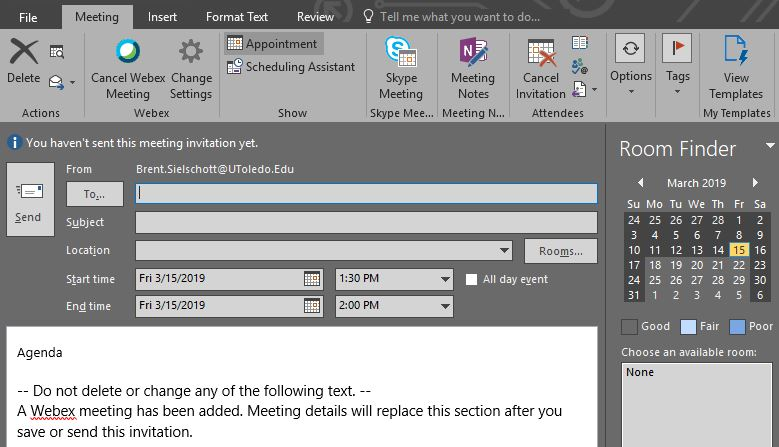 File Meeting Insert Format Text Review Tell me what you want to do...
Delete
Actions
Cancel Webex Meeting
Change Settings
Webex
Appointment
Scheduling Assistant
Show
Skype Meeting
Skype Mee...
Meeting Notes
Meeting N...
Cancel Invitation
Attendees
Options
Tags
View Templates
My Templates
You haven't sent this meeting invitation yet.
Send
From Brent.Sielschott@UToledo.Edu
To...
Subject
Location Rooms...
Start time Fri 3/15/2019 1:30 PM All day event
End time Fri 3/15/2019 2:00 PM
Agenda
-- Do not delete or change any of the following text. --
A Webex meeting has been added. Meeting details will replace this section after you
save or send this invitation.
Room Finder
March 2019
Su Mo Tu We Th Fr Sa
24 25 26 27 28 1 2
3 4 5 6 7 8 9
10 11 12 13 14 15 16
17 18 19 20 21 22 23
24 25 26 27 28 29 30
31 1 2 3 4 5 6
Good Fair Poor
Choose an available room:
None